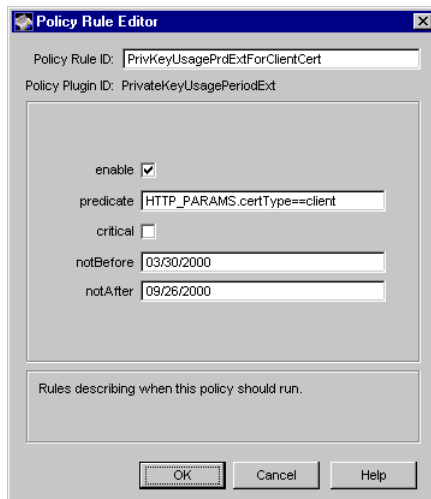 Policy Rule Editor
Policy Rule ID: PrivKeyUsagePrdExtForClientCert
Policy Plugin ID: PrivateKeyUsagePeriodExt
enable
predicate HTTP_PARAMS.certType==client
critical
notBefore 03/30/2000
notAfter 09/26/2000
Rules describing when this policy should run.
OK Cancel Help